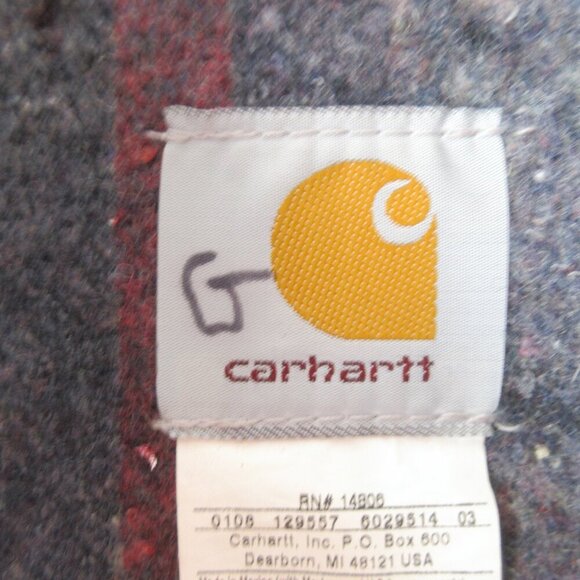 G
carhartt
RN# 14806
0106 129557 6029514 03
Carhartt, Inc. P.O. Box 600
Dearborn, MI 48121 USA